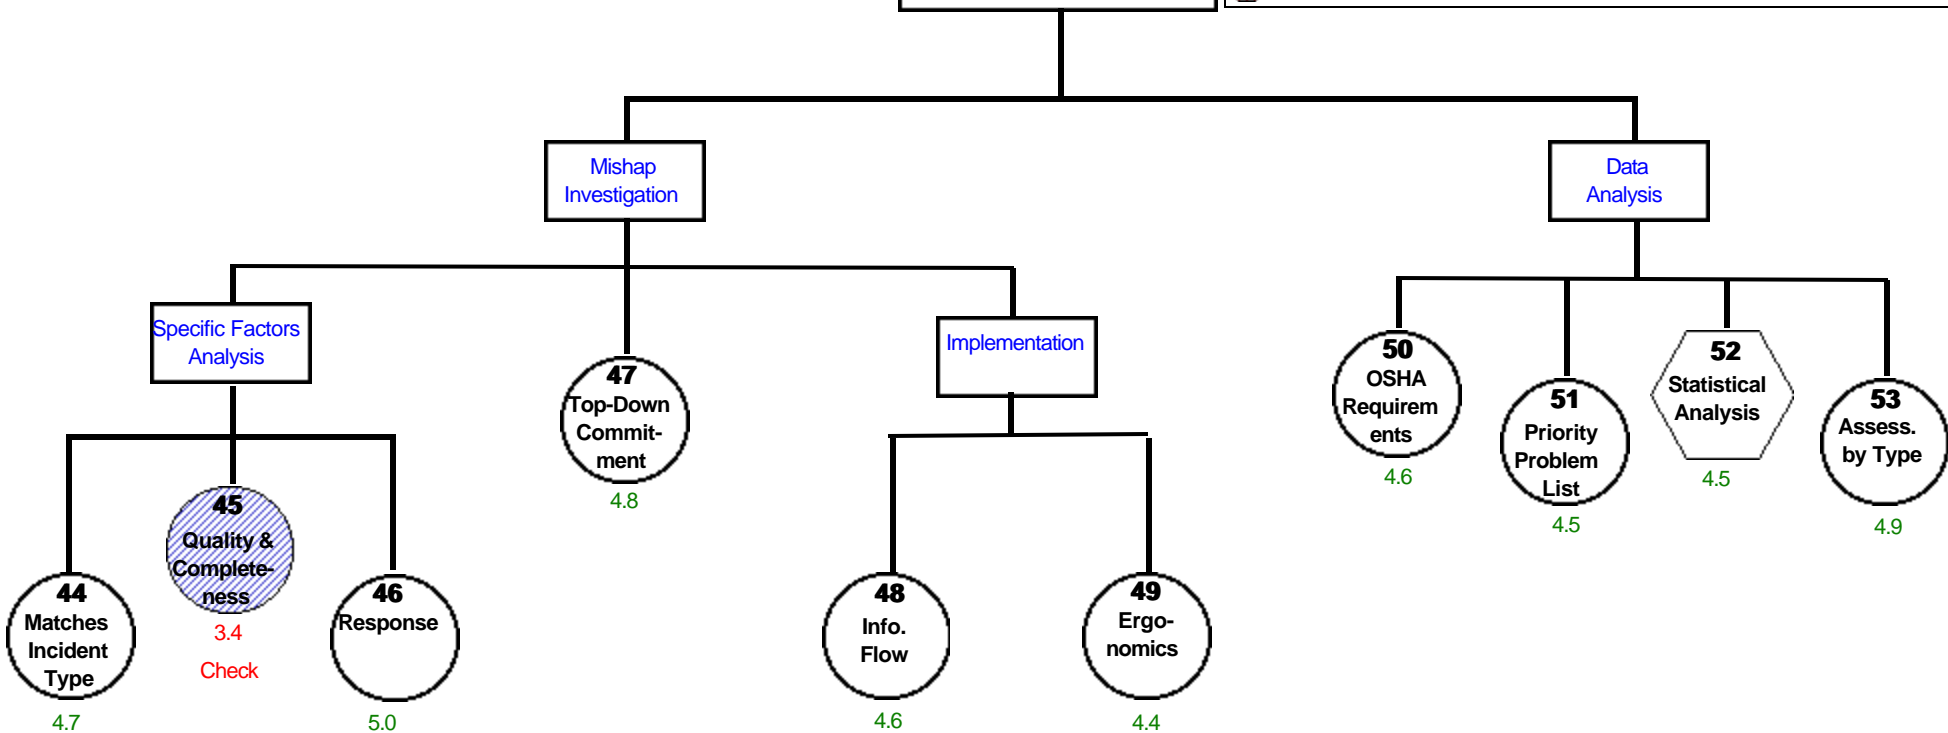 Mishap
Investigation
Data
Analysis
Specific Factors
Analysis
Implementation
47
Top-Down
Commit-
ment
4.8
50
OSHA
Requirem
ents
4.6
51
Priority
Problem
List
4.5
52
Statistical
Analysis
4.5
53
Assess.
by Type
4.9
44
Matches
Incident
Type
4.7
45
Quality &
Complete-
ness
3.4
Check
46
Response
5.0
48
Info.
Flow
4.6
49
Ergo-
nomics
4.4